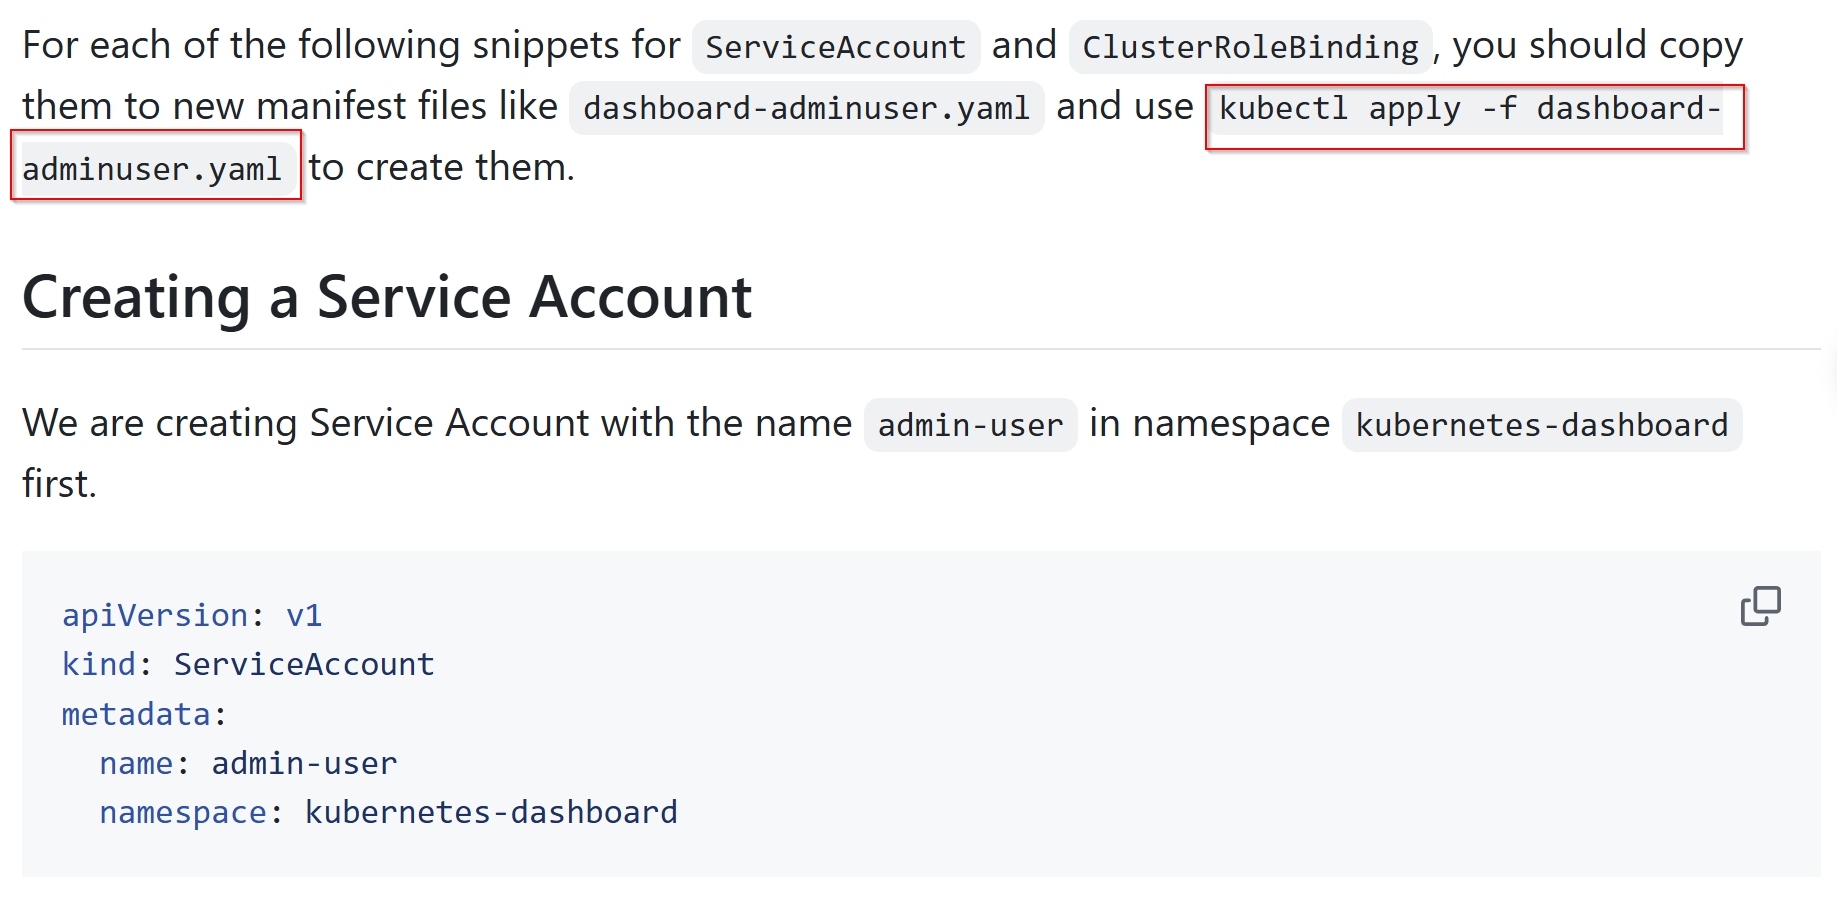 For each of the following snippets for ServiceAccount and ClusterRoleBinding, you should copy
them to new manifest files like dashboard-adminuser.yaml and use kubectl apply -f dashboard-
adminuser.yaml to create them.
Creating a Service Account
We are creating Service Account with the name admin-user in namespace kubernetes-dashboard
first.
apiVersion: v1
kind: ServiceAccount
metadata:
  name: admin-user
  namespace: kubernetes-dashboard